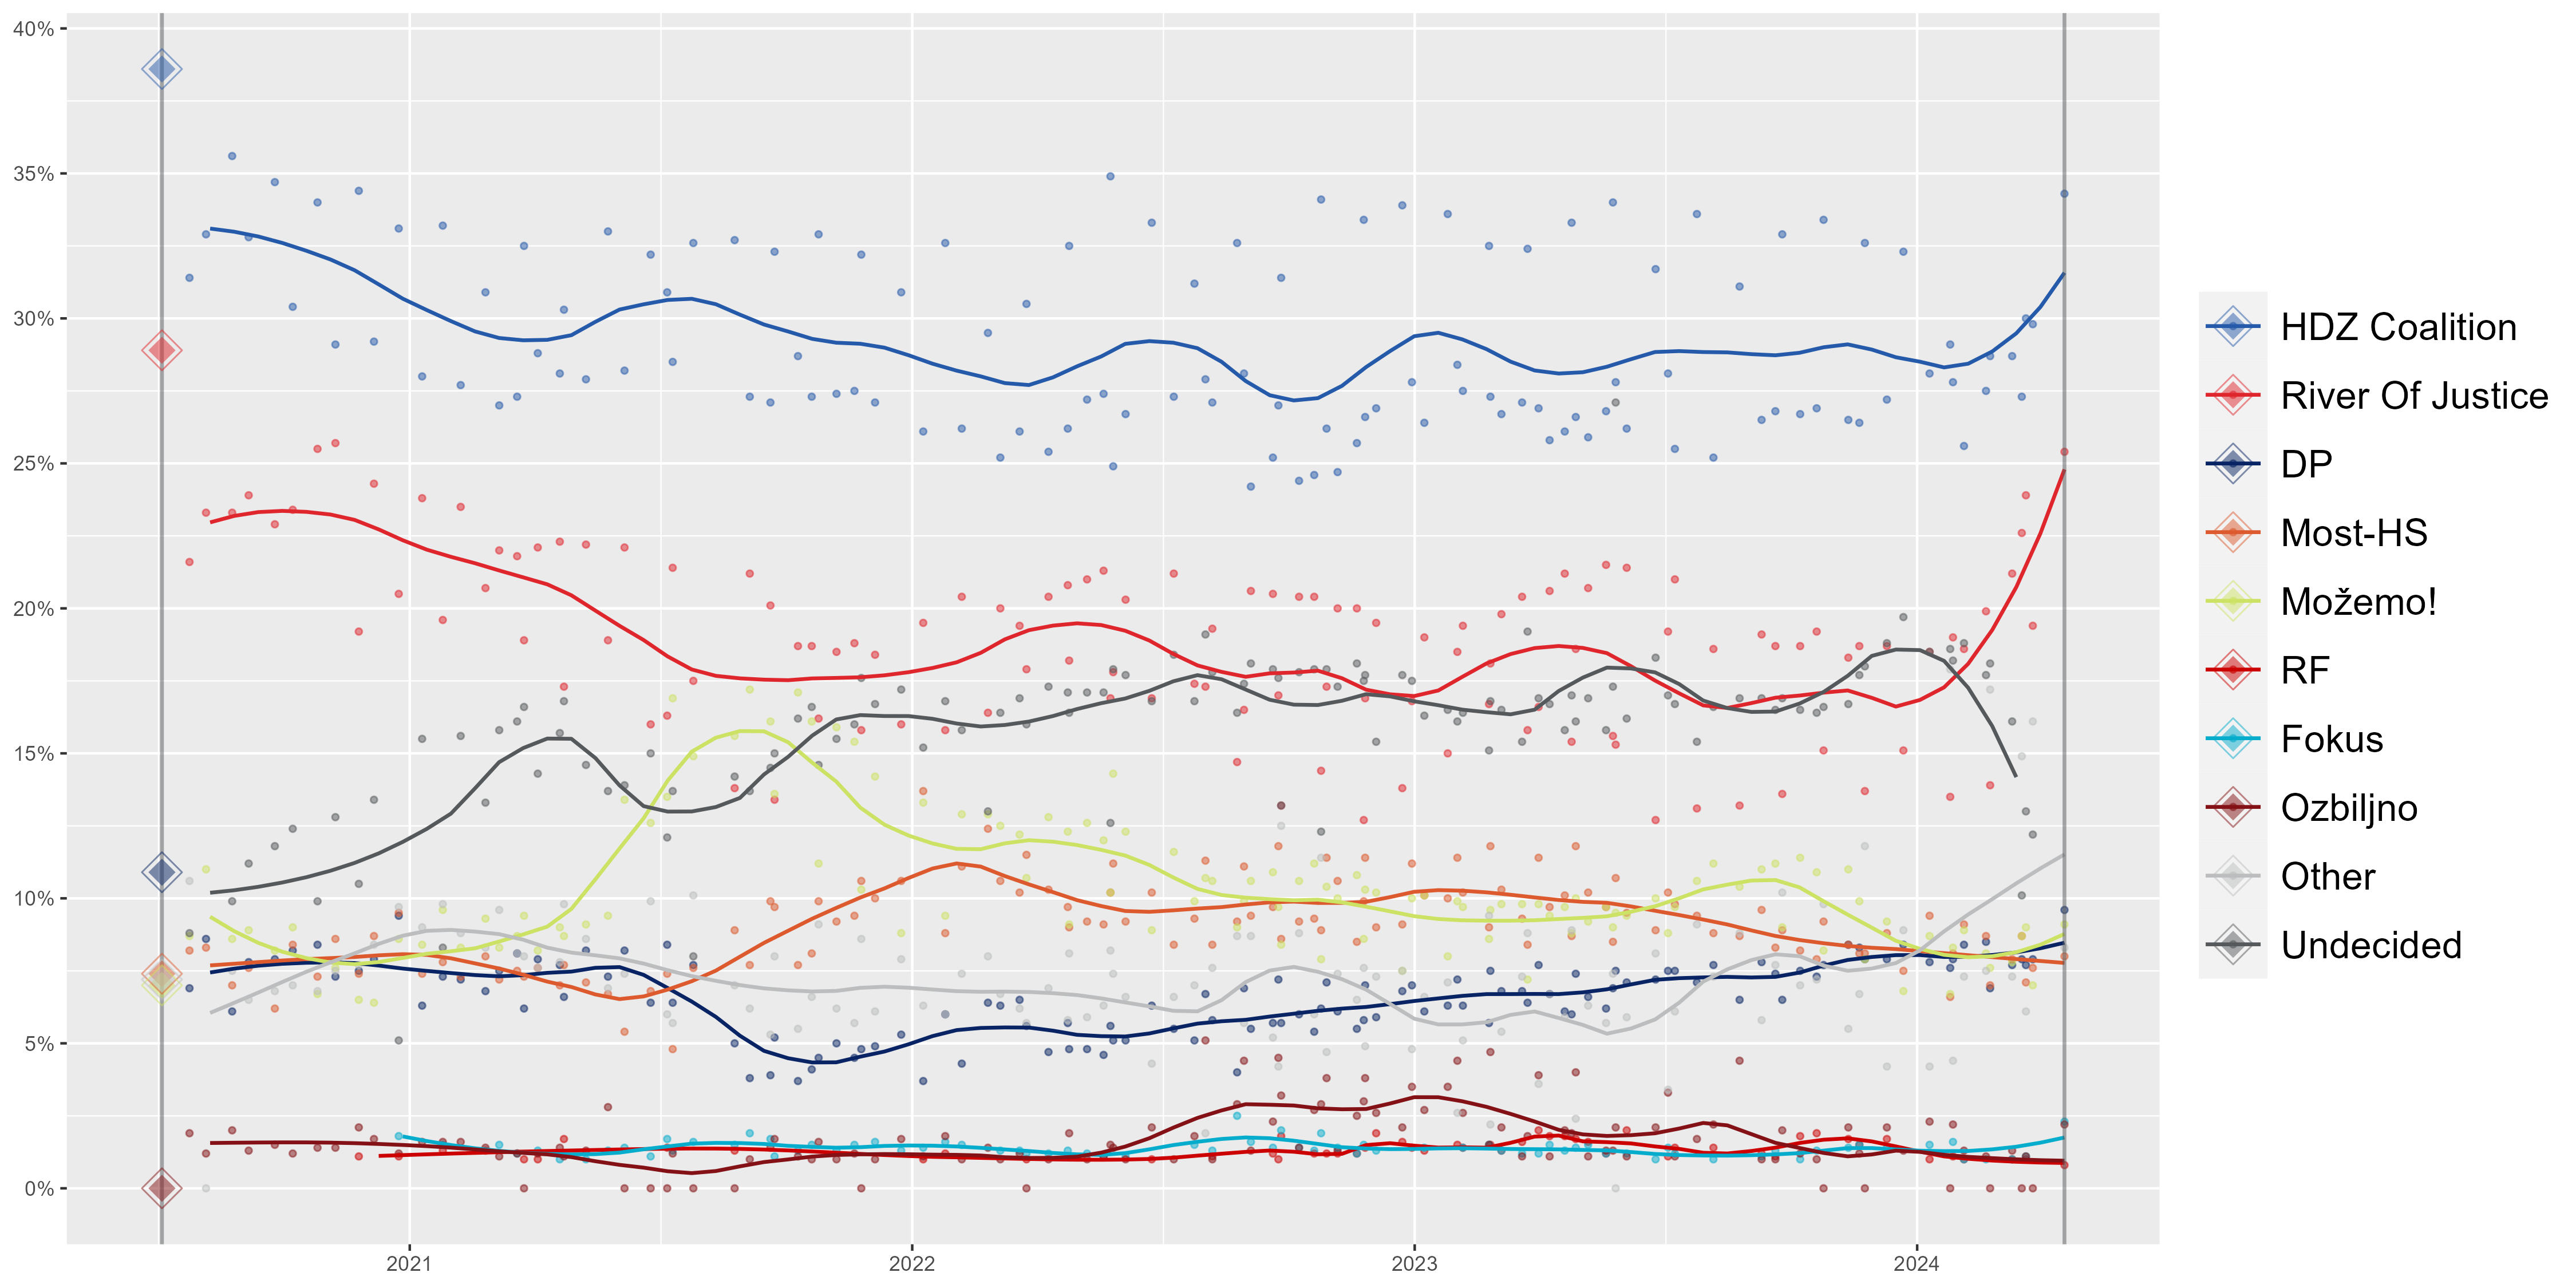 40%
35%
30%
25%
20%
15%
10%
5%
0%
2021
2022
2023
2024
HDZ Coalition
River Of Justice
DP
Most-HS
Možemo!
RF
Fokus
Ozbiljno
Other
Undecided